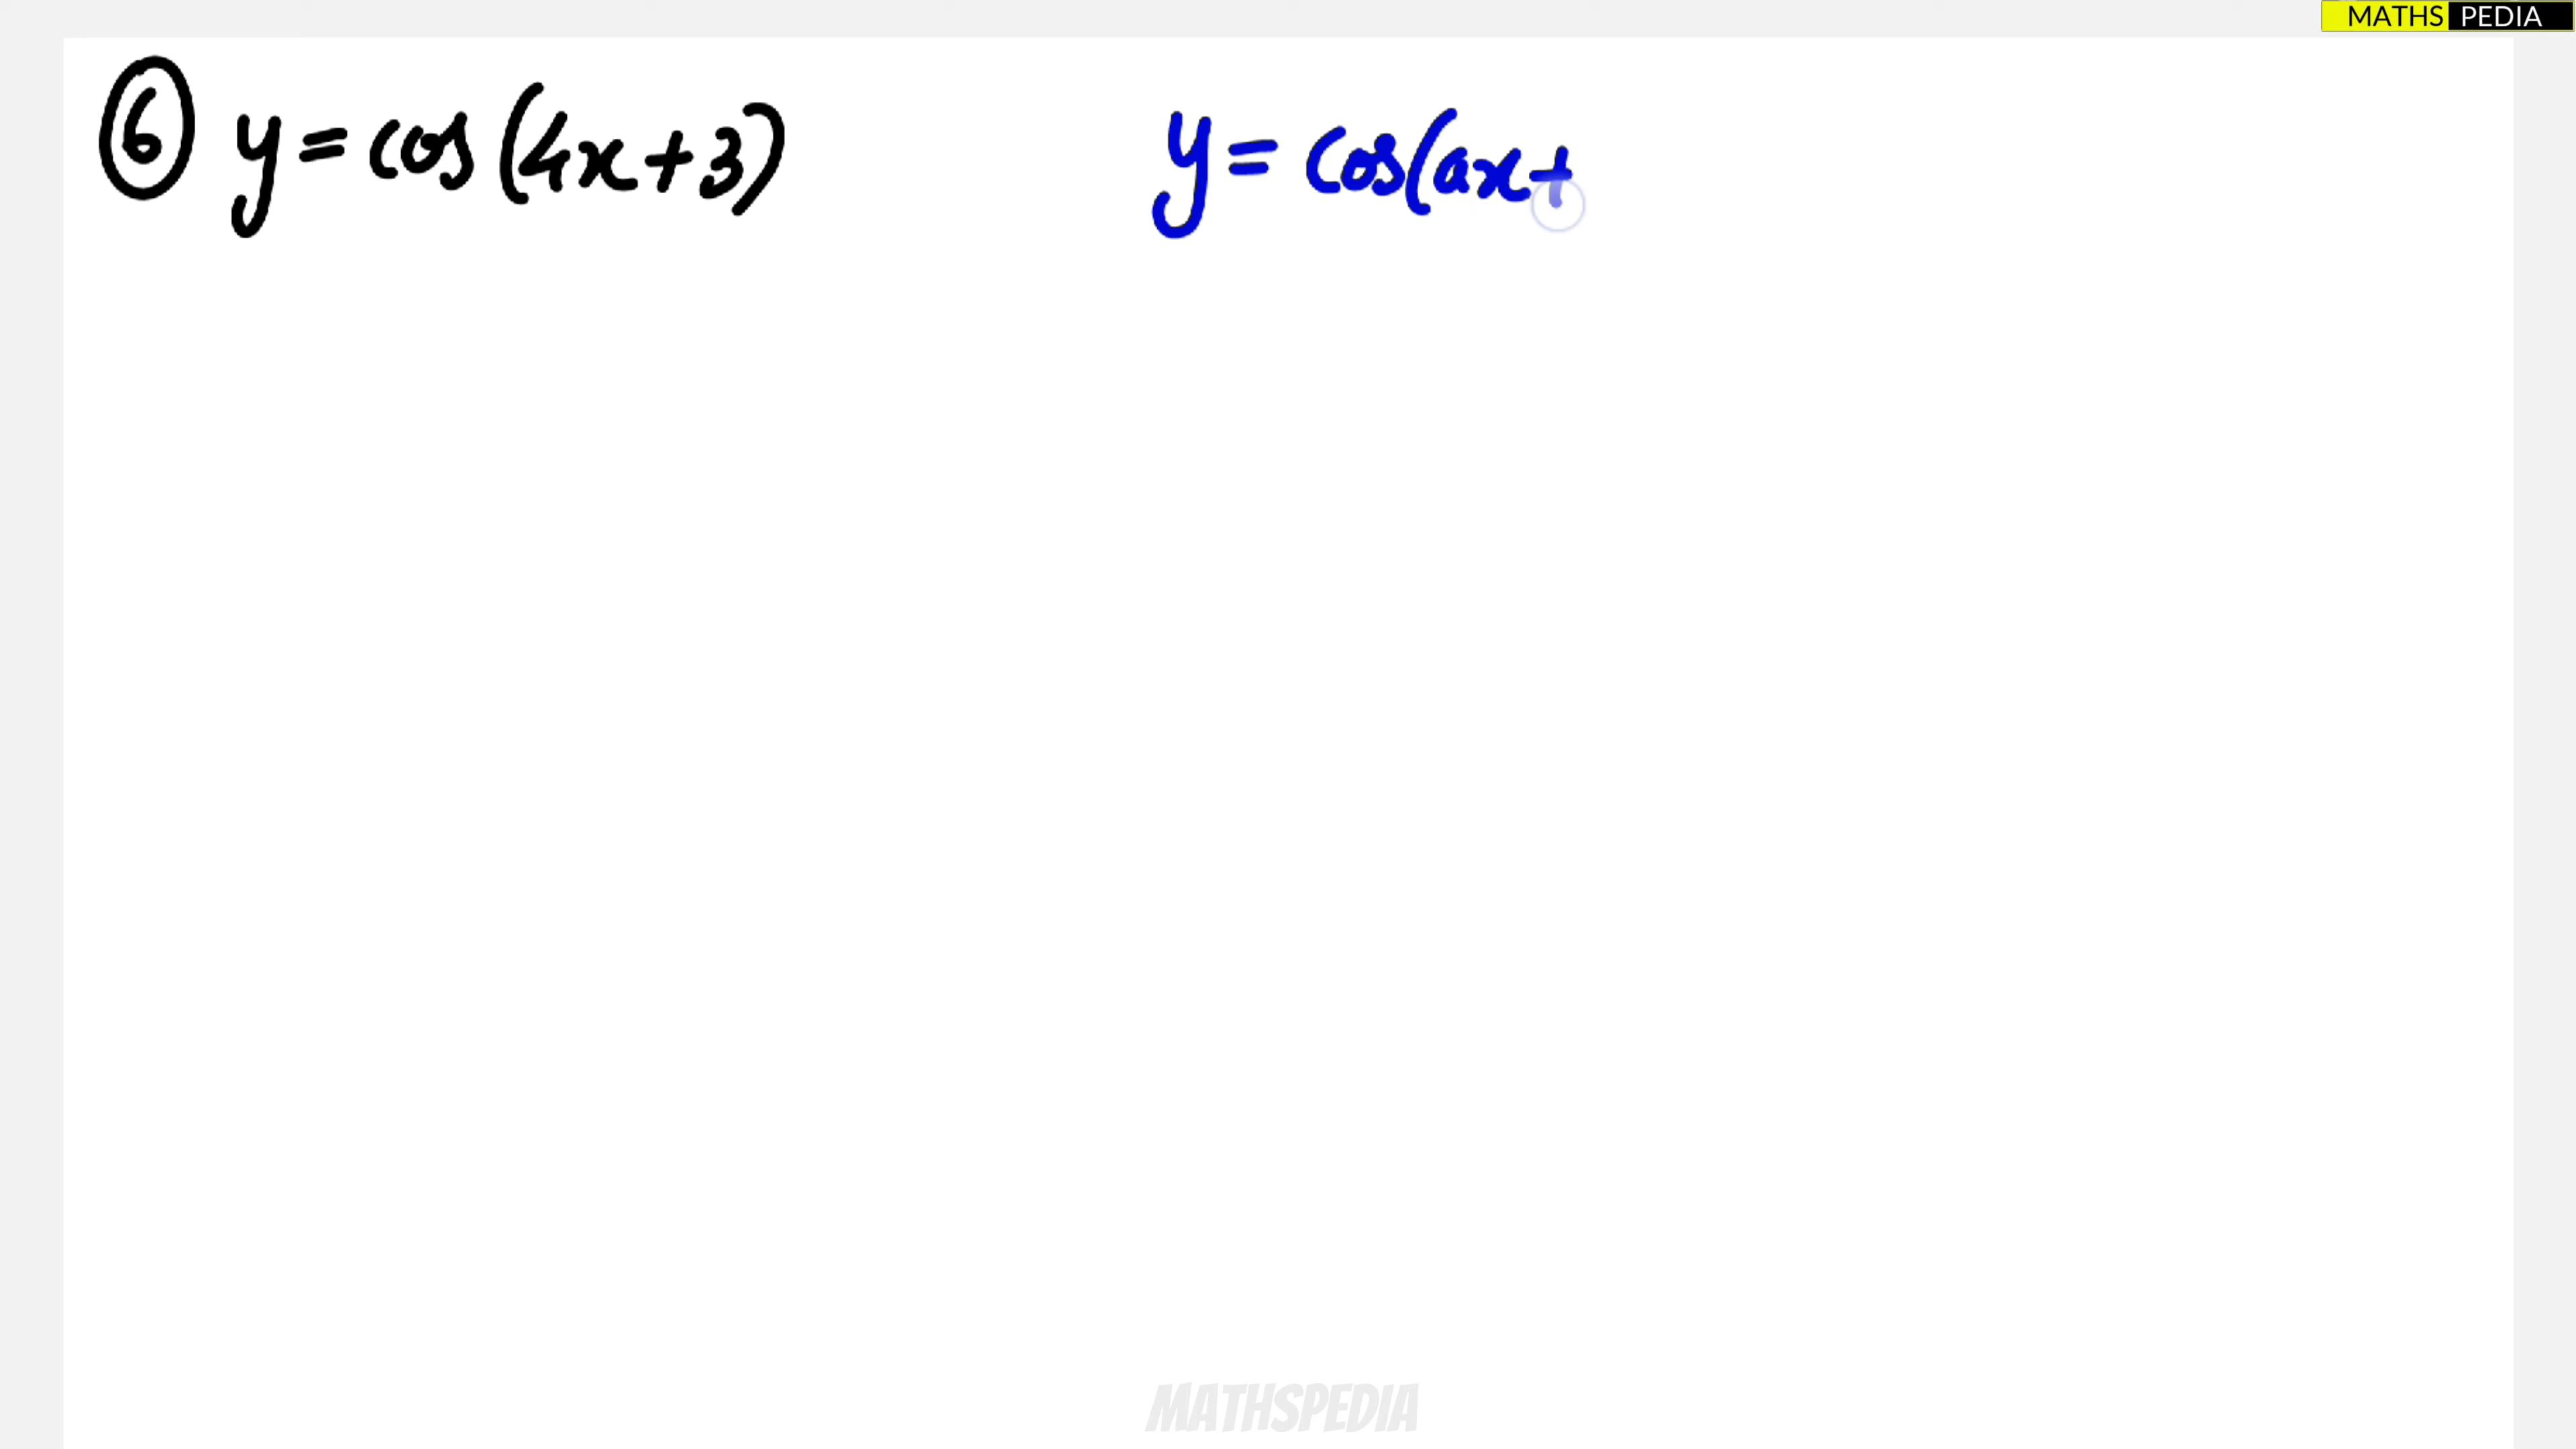 MATHS PEDIA
⑥ y = cos (4x+3)
y = cos(ax+
MATHSPEDIA